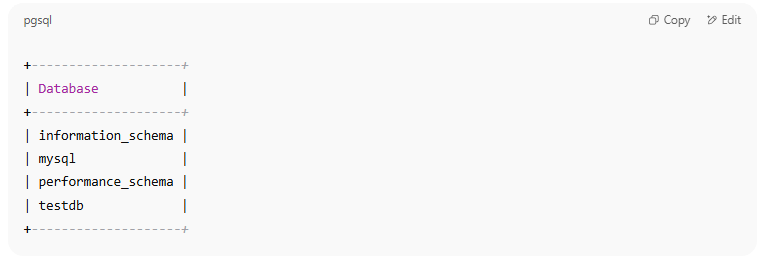 pgsql Copy Edit
+--------------------+
| Database           |
+--------------------+
| information_schema |
| mysql              |
| performance_schema |
| testdb             |
+--------------------+